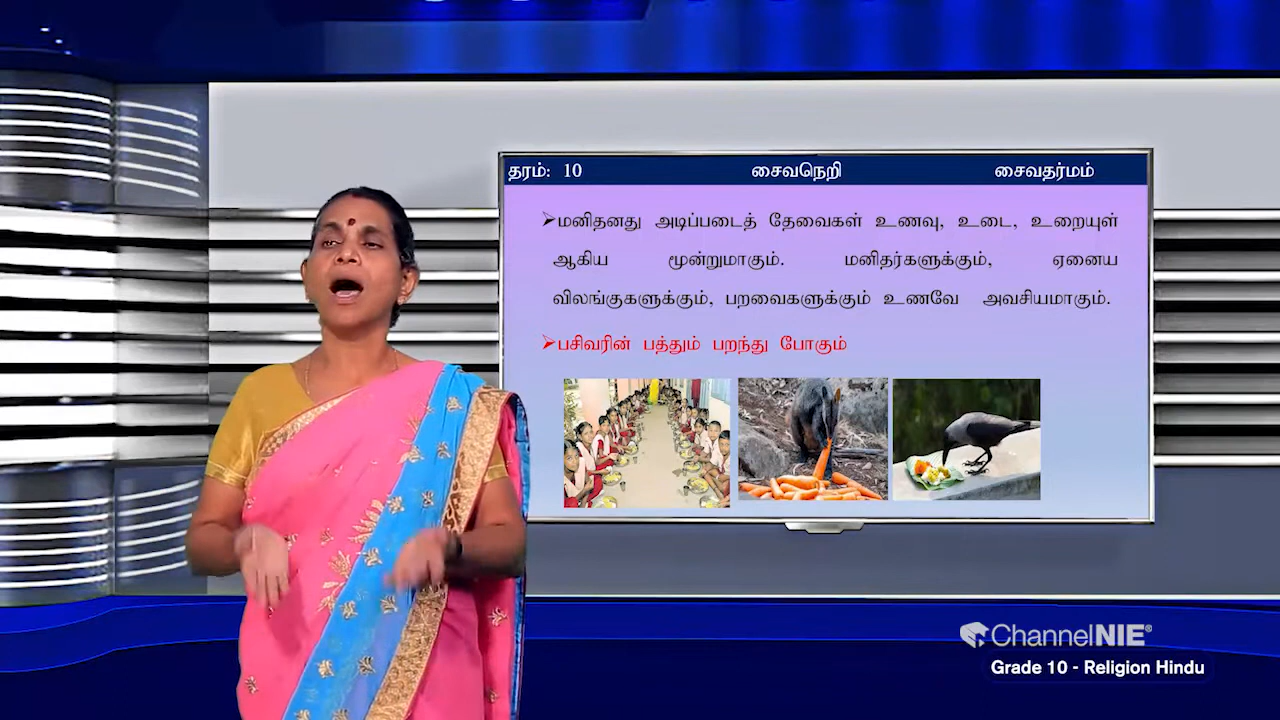 தரம்: 10 சைவநெறி சைவதர்மம்
➢மனிதனது அடிப்படைத் தேவைகள் உணவு, உடை, உறையுள்
ஆகிய மூன்றுமாகும். மனிதர்களுக்கும், ஏனைய
விலங்குகளுக்கும், பறவைகளுக்கும் உணவே அவசியமாகும்.
➢பசிவரின் பத்தும் பறந்து போகும்
ChannelNIE®
Grade 10 - Religion Hindu